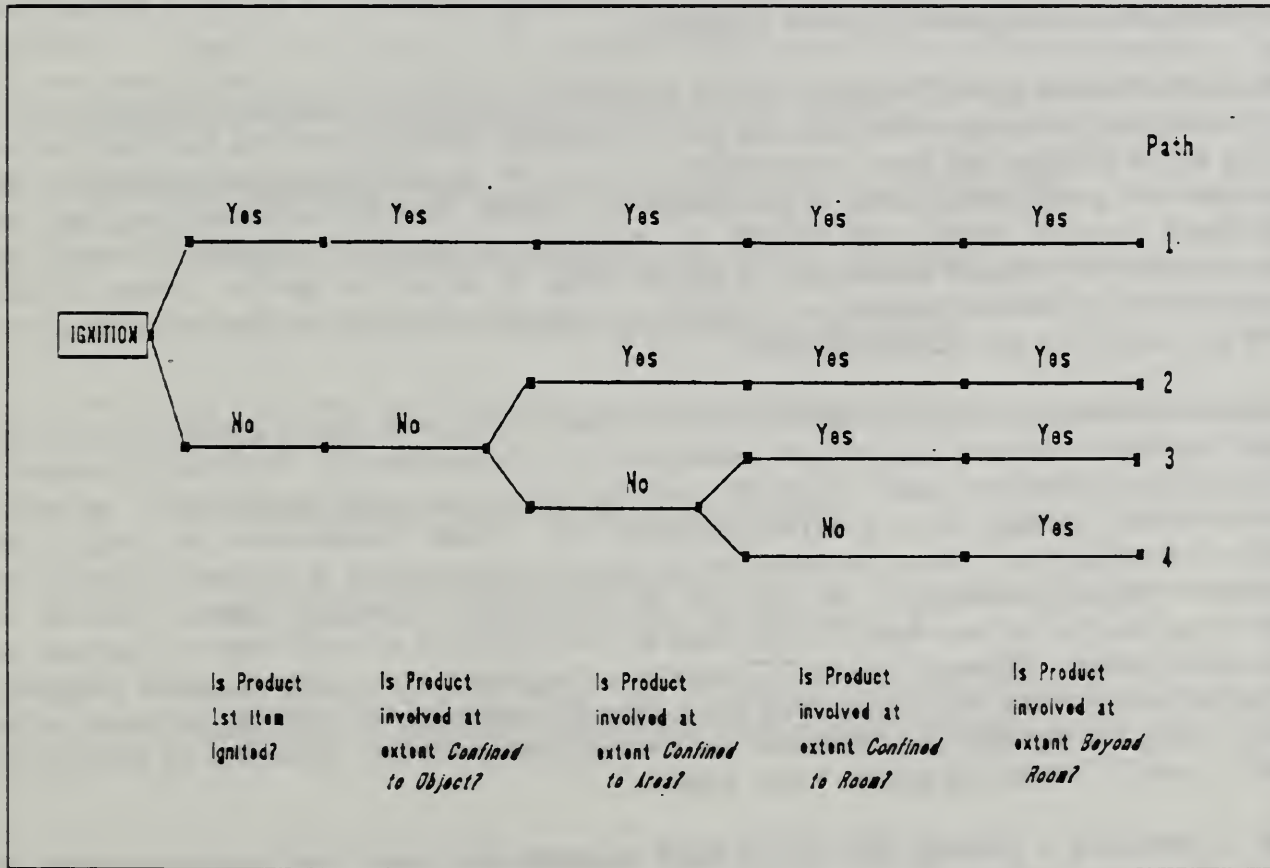 Path
Yes Yes Yes Yes Yes
1
IGNITION
Yes Yes Yes
2
No No
Yes Yes
3
No
No Yes
4
Is Product
1st Item
Ignited?
Is Product
involved at
extent Confined
to Object?
Is Product
involved at
extent Confined
to Area?
Is Product
involved at
extent Confined
to Room?
Is Product
involved at
extent Beyond
Room?